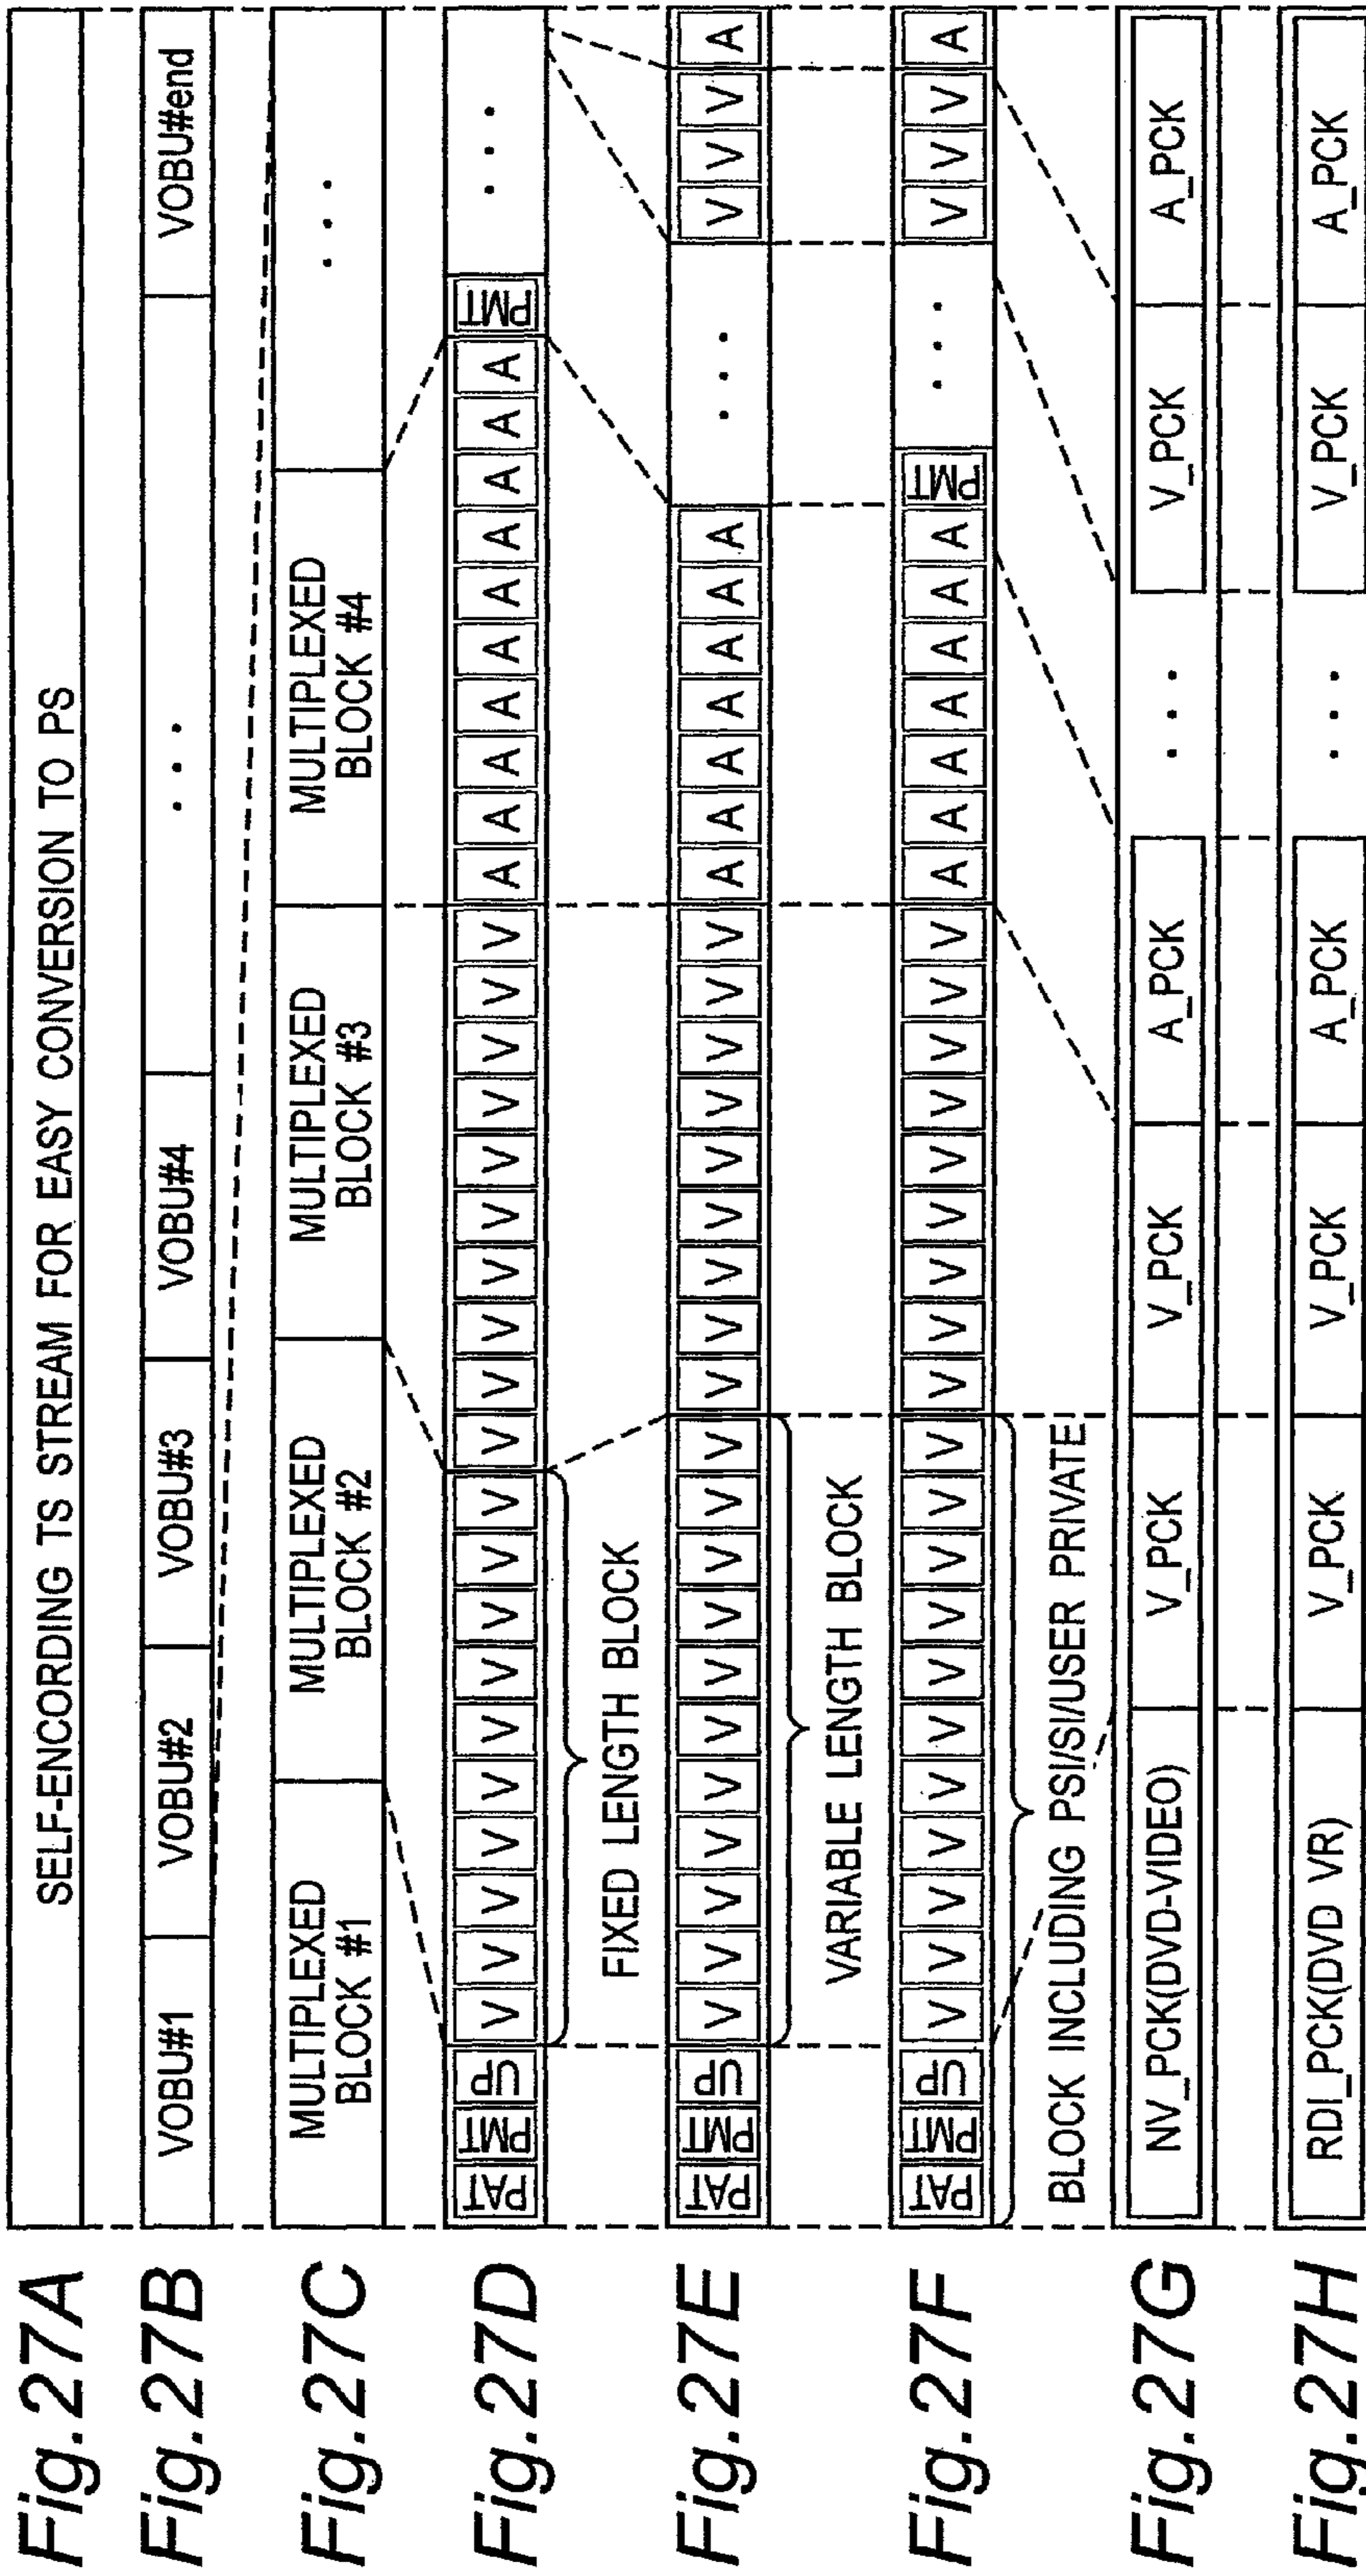 Fig.27A
SELF-ENCORDING TS STREAM FOR EASY CONVERSION TO PS
Fig.27B
VOBU#1 VOBU#2 VOBU#3 VOBU#4 ... VOBU#end
Fig.27C
MULTIPLEXED BLOCK #1
MULTIPLEXED BLOCK #2
MULTIPLEXED BLOCK #3
MULTIPLEXED BLOCK #4
...
Fig.27D
PAT PMT UP V V V V V V V V V V V V V V V V V V V V A A A A A A A A A A PMT ...
FIXED LENGTH BLOCK
Fig.27E
PAT PMT UP V V V V V V V V V V V V V V V V V V V V A A A A A A A ... V V V A
VARIABLE LENGTH BLOCK
Fig.27F
PAT PMT UP V V V V V V V V V V V V V V V V V V V V A A A A A A A PMT ... V V V A
BLOCK INCLUDING PSI/SI/USER PRIVATE
Fig.27G
NV_PCK(DVD-VIDEO) V_PCK V_PCK A_PCK ... V_PCK A_PCK
Fig.27H
RDI_PCK(DVD VR) V_PCK V_PCK A_PCK ... V_PCK A_PCK